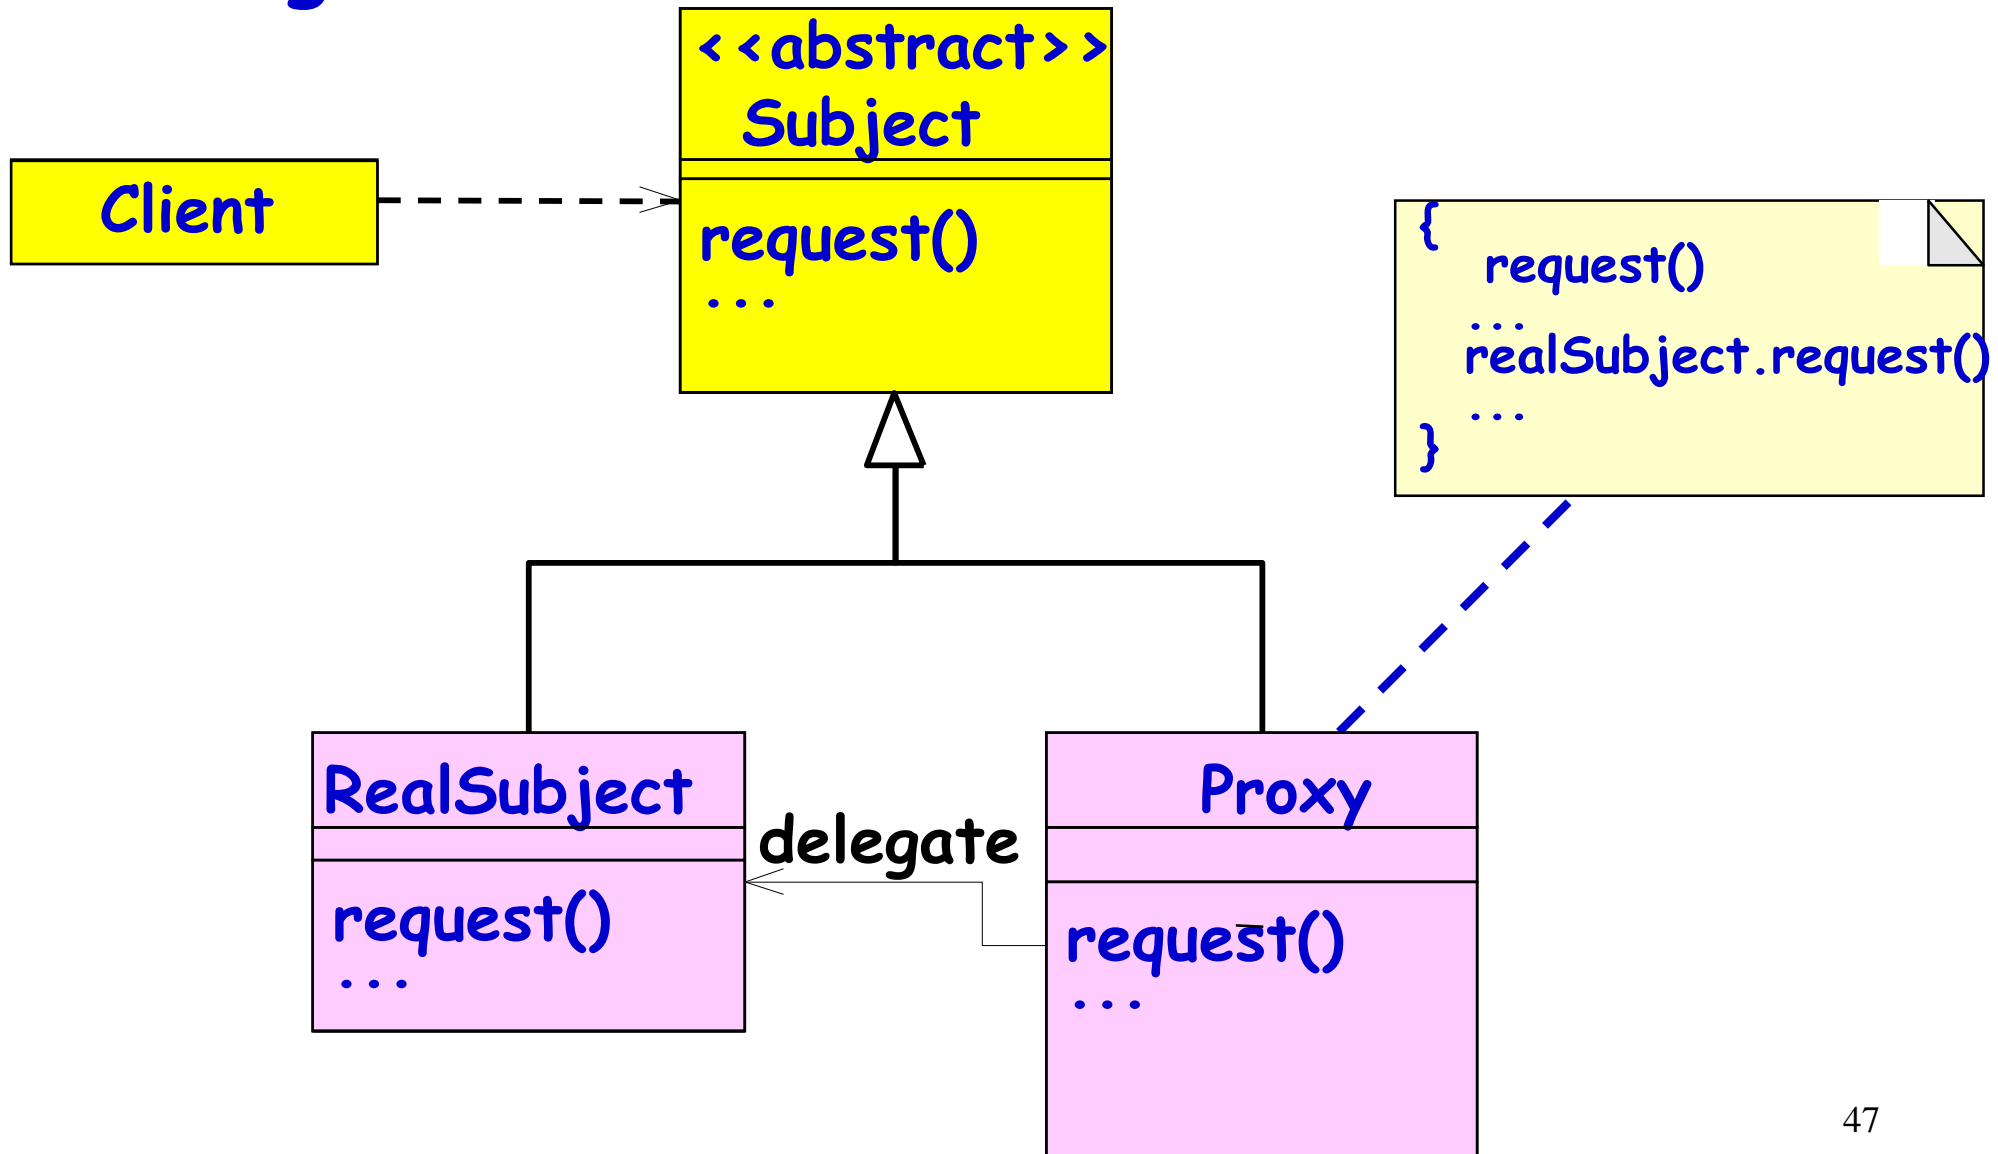 <<abstract>>
Subject
request()
...
Client
{
request()
...
realSubject.request()
...
}
RealSubject
request()
...
delegate
Proxy
request()
...
47